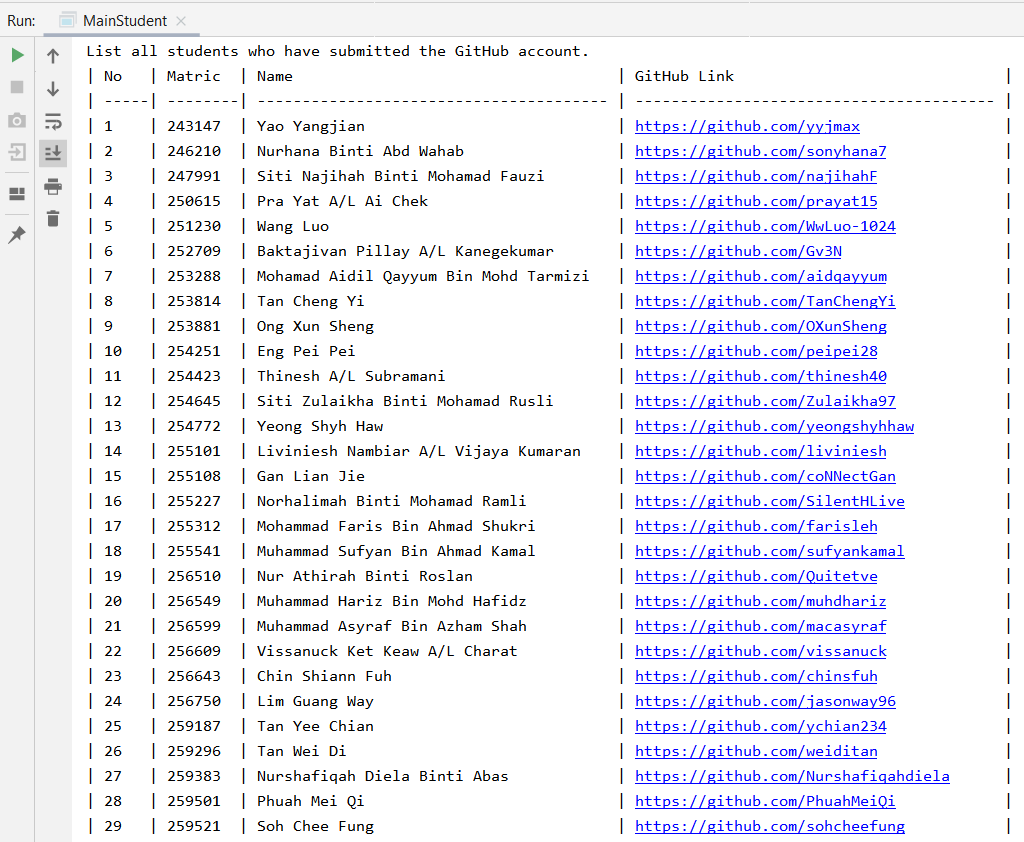 Run: MainStudent
List all students who have submitted the GitHub account.
| No | Matric | Name | GitHub Link |
| -----| --------| --------------------------------------- | ---------------------------------------- |
| 1 | 243147 | Yao Yangjian | https://github.com/yyjmax |
| 2 | 246210 | Nurhana Binti Abd Wahab | https://github.com/sonyhana7 |
| 3 | 247991 | Siti Najihah Binti Mohamad Fauzi | https://github.com/najihahF |
| 4 | 250615 | Pra Yat A/L Ai Chek | https://github.com/prayat15 |
| 5 | 251230 | Wang Luo | https://github.com/WwLuo-1024 |
| 6 | 252709 | Baktajivan Pillay A/L Kanegekumar | https://github.com/Gv3N |
| 7 | 253288 | Mohamad Aidil Qayyum Bin Mohd Tarmizi | https://github.com/aidqayyum |
| 8 | 253814 | Tan Cheng Yi | https://github.com/TanChengYi |
| 9 | 253881 | Ong Xun Sheng | https://github.com/OXunSheng |
| 10 | 254251 | Eng Pei Pei | https://github.com/peipei28 |
| 11 | 254423 | Thinesh A/L Subramani | https://github.com/thinesh40 |
| 12 | 254645 | Siti Zulaikha Binti Mohamad Rusli | https://github.com/Zulaikha97 |
| 13 | 254772 | Yeong Shyh Haw | https://github.com/yeongshyhhaw |
| 14 | 255101 | Liviniesh Nambiar A/L Vijaya Kumaran | https://github.com/liviniesh |
| 15 | 255108 | Gan Lian Jie | https://github.com/coNNectGan |
| 16 | 255227 | Norhalimah Binti Mohamad Ramli | https://github.com/SilentHLive |
| 17 | 255312 | Mohammad Faris Bin Ahmad Shukri | https://github.com/farisleh |
| 18 | 255541 | Muhammad Sufyan Bin Ahmad Kamal | https://github.com/sufyankamal |
| 19 | 256510 | Nur Athirah Binti Roslan | https://github.com/Quitetve |
| 20 | 256549 | Muhammad Hariz Bin Mohd Hafidz | https://github.com/muhdhariz |
| 21 | 256599 | Muhammad Asyraf Bin Azham Shah | https://github.com/macasyraf |
| 22 | 256609 | Vissanuck Ket Keaw A/L Charat | https://github.com/vissanuck |
| 23 | 256643 | Chin Shiann Fuh | https://github.com/chinsfuh |
| 24 | 256750 | Lim Guang Way | https://github.com/jasonway96 |
| 25 | 259187 | Tan Yee Chian | https://github.com/ychian234 |
| 26 | 259296 | Tan Wei Di | https://github.com/weiditan |
| 27 | 259383 | Nurshafiqah Diela Binti Abas | https://github.com/Nurshafiqahdiela |
| 28 | 259501 | Phuah Mei Qi | https://github.com/PhuahMeiQi |
| 29 | 259521 | Soh Chee Fung | https://github.com/sohcheefung |